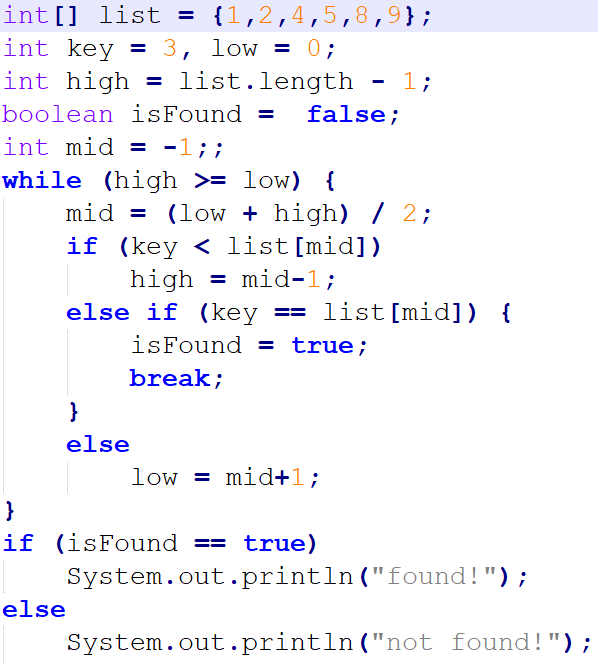 int[] list = {1,2,4,5,8,9};
int key = 3, low = 0;
int high = list.length - 1;
boolean isFound =  false;
int mid = -1;;
while (high >= low) {
    mid = (low + high) / 2;
    if (key < list[mid])
        high = mid-1;
    else if (key == list[mid]) {
        isFound = true;
        break;
    }
    else
        low = mid+1;
}
if (isFound == true)
    System.out.println("found!");
else
    System.out.println("not found!");